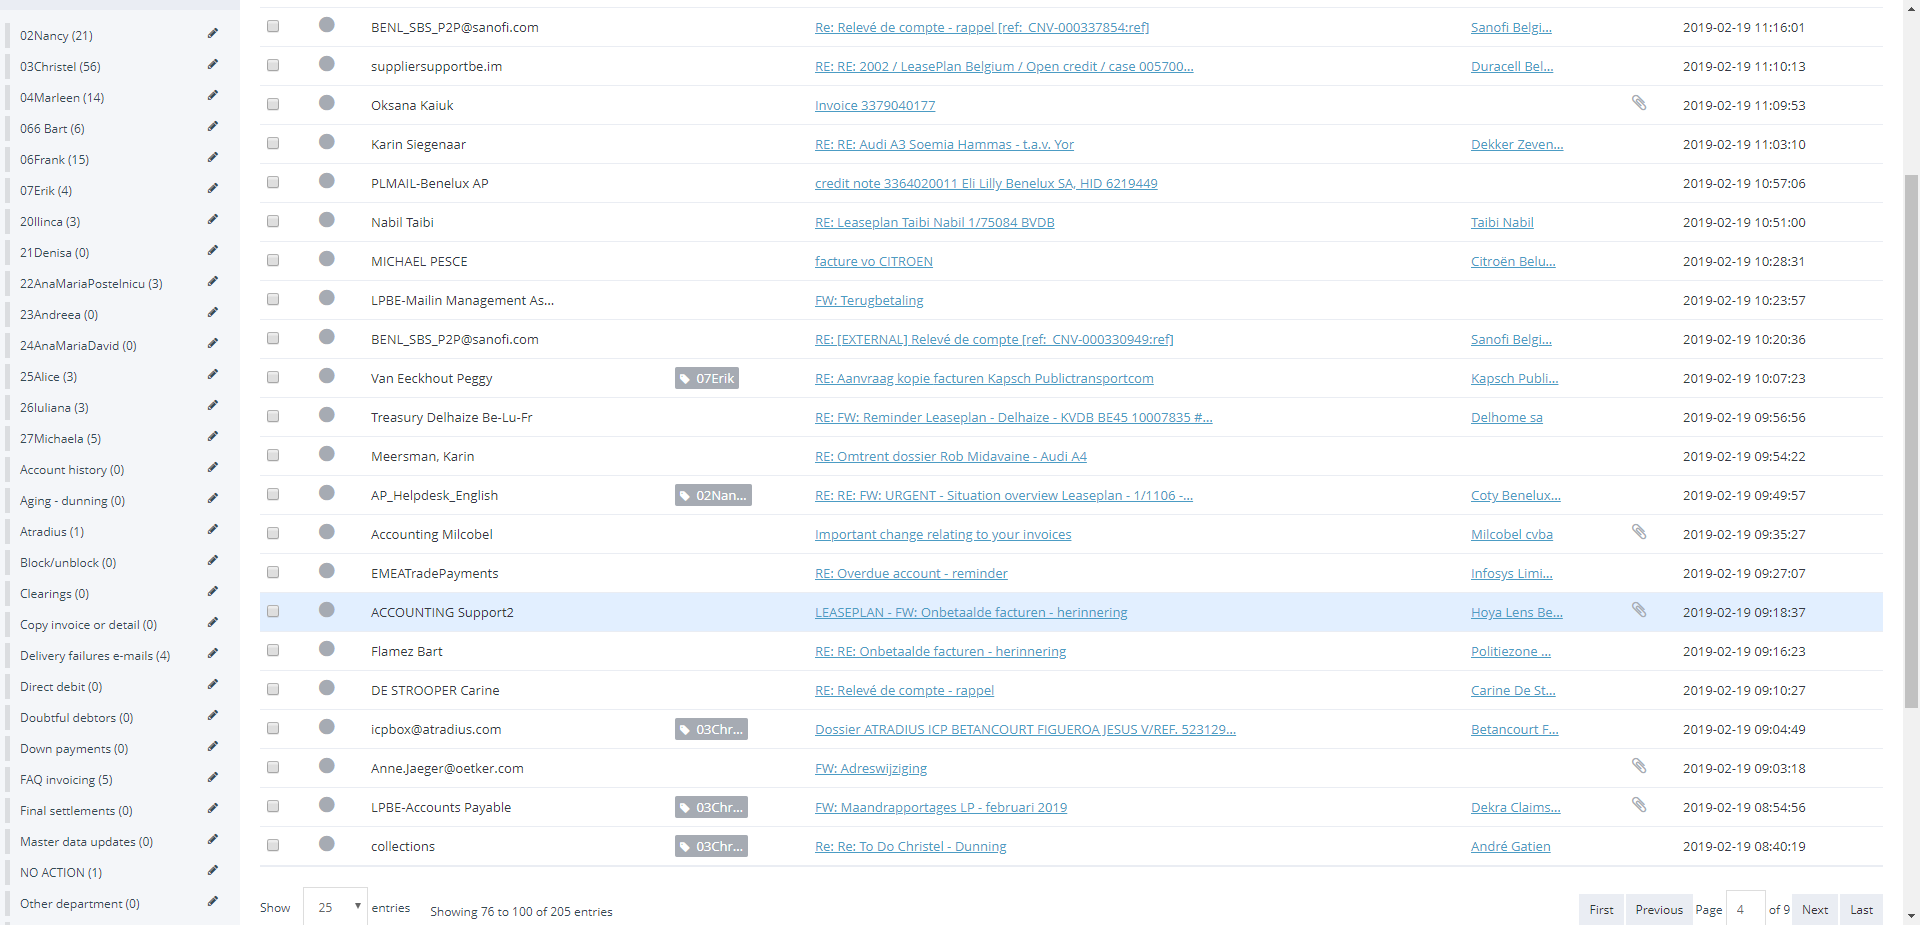 02Nancy (21)
03Christel (56)
04Marleen (14)
066 Bart (6)
06Frank (15)
07Erik (4)
20Ilinca (3)
21Denisa (0)
22AnaMariaPostelnicu (3)
23Andreea (0)
24AnaMariaDavid (0)
25Alice (3)
26Iuliana (3)
27Michaela (5)
Account history (0)
Aging - dunning (0)
Atradius (1)
Block/unblock (0)
Clearings (0)
Copy invoice or detail (0)
Delivery failures e-mails (4)
Direct debit (0)
Doubtful debtors (0)
Down payments (0)
FAQ invoicing (5)
Final settlements (0)
Master data updates (0)
NO ACTION (1)
Other department (0)
BENL_SBS_P2P@sanofi.com Re: Relevé de compte - rappel [ref:_CNV-000337854:ref] Sanofi Belgi... 2019-02-19 11:16:01
suppliersupportbe.im RE: RE: 2002 / LeasePlan Belgium / Open credit / case 005700... Duracell Bel... 2019-02-19 11:10:13
Oksana Kaiuk Invoice 3379040177 2019-02-19 11:09:53
Karin Siegenaar RE: RE: Audi A3 Soemia Hammas - t.a.v. Yor Dekker Zeven... 2019-02-19 11:03:10
PLMAIL-Benelux AP credit note 3364020011 Eli Lilly Benelux SA, HID 6219449 2019-02-19 10:57:06
Nabil Taibi RE: Leaseplan Taibi Nabil 1/75084 BVDB Taibi Nabil 2019-02-19 10:51:00
MICHAEL PESCE facture vo CITROEN Citroën Belu... 2019-02-19 10:28:31
LPBE-Mailin Management As... FW: Terugbetaling 2019-02-19 10:23:57
BENL_SBS_P2P@sanofi.com RE: [EXTERNAL] Relevé de compte [ref:_CNV-000330949:ref] Sanofi Belgi... 2019-02-19 10:20:36
Van Eeckhout Peggy 07Erik RE: Aanvraag kopie facturen Kapsch Publictransportcom Kapsch Publi... 2019-02-19 10:07:23
Treasury Delhaize Be-Lu-Fr RE: FW: Reminder Leaseplan - Delhaize - KVDB BE45 10007835 #... Delhome sa 2019-02-19 09:56:56
Meersman, Karin RE: Omtrent dossier Rob Midavaine - Audi A4 2019-02-19 09:54:22
AP_Helpdesk_English 02Nan... RE: RE: FW: URGENT - Situation overview Leaseplan - 1/1106 -... Coty Benelux... 2019-02-19 09:49:57
Accounting Milcobel Important change relating to your invoices Milcobel cvba 2019-02-19 09:35:27
EMEATradePayments RE: Overdue account - reminder Infosys Limi... 2019-02-19 09:27:07
ACCOUNTING Support2 LEASEPLAN - FW: Onbetaalde facturen - herinnering Hoya Lens Be... 2019-02-19 09:18:37
Flamez Bart RE: RE: Onbetaalde facturen - herinnering Politiezone ... 2019-02-19 09:16:23
DE STROOPER Carine RE: Relevé de compte - rappel Carine De St... 2019-02-19 09:10:27
icpbox@atradius.com 03Chr... Dossier ATRADIUS ICP BETANCOURT FIGUEROA JESUS V/REF. 523129... Betancourt F... 2019-02-19 09:04:49
Anne.Jaeger@oetker.com FW: Adreswijziging 2019-02-19 09:03:18
LPBE-Accounts Payable 03Chr... FW: Maandrapportages LP - februari 2019 Dekra Claims... 2019-02-19 08:54:56
collections 03Chr... Re: Re: To Do Christel - Dunning André Gatien 2019-02-19 08:40:19
Show 25 entries Showing 76 to 100 of 205 entries First Previous Page 4 of 9 Next Last